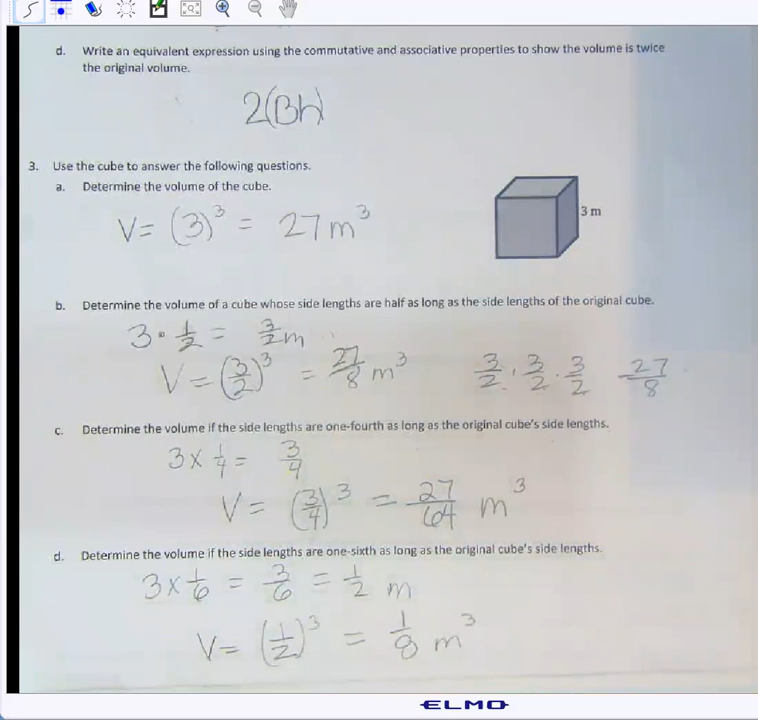 d. Write an equivalent expression using the commutative and associative properties to show the volume is twice
the original volume.
2(Bh)
3. Use the cube to answer the following questions.
a. Determine the volume of the cube.
3 m
V = (3)³ = 27 m³
b. Determine the volume of a cube whose side lengths are half as long as the side lengths of the original cube.
3 · 1/2 = 3/2 m
V = (3/2)³ = 27/8 m³ 3/2 · 3/2 · 3/2 27/8
c. Determine the volume if the side lengths are one-fourth as long as the original cube's side lengths.
3 x 1/4 = 3/4
V = (3/4)³ = 27/64 m³
d. Determine the volume if the side lengths are one-sixth as long as the original cube's side lengths.
3 x 1/6 = 3/6 = 1/2 m
V = (1/2)³ = 1/8 m³
ELMO